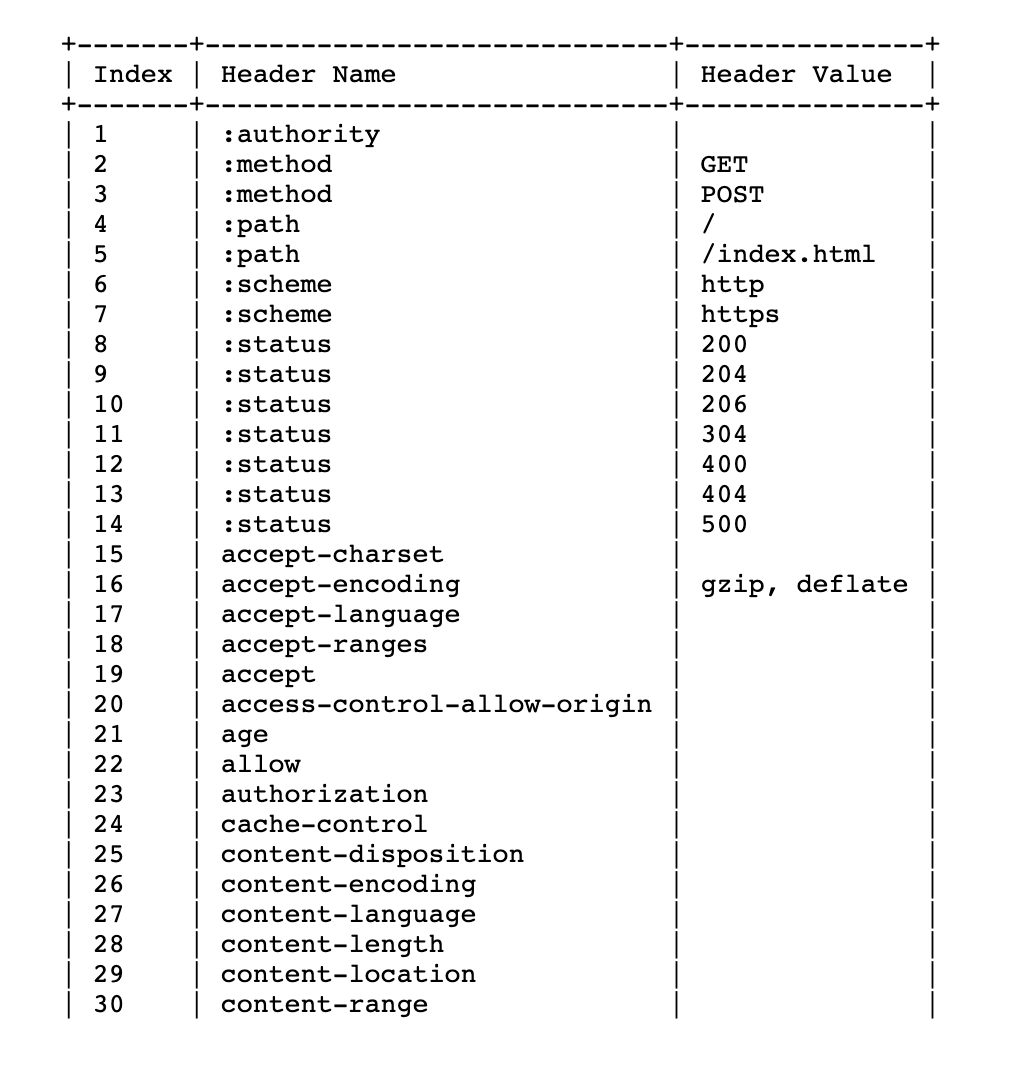 +-------+-----------------------------+---------------+
| Index | Header Name                 | Header Value  |
+-------+-----------------------------+---------------+
| 1     | :authority                  |               |
| 2     | :method                     | GET           |
| 3     | :method                     | POST          |
| 4     | :path                       | /             |
| 5     | :path                       | /index.html   |
| 6     | :scheme                     | http          |
| 7     | :scheme                     | https         |
| 8     | :status                     | 200           |
| 9     | :status                     | 204           |
| 10    | :status                     | 206           |
| 11    | :status                     | 304           |
| 12    | :status                     | 400           |
| 13    | :status                     | 404           |
| 14    | :status                     | 500           |
| 15    | accept-charset              |               |
| 16    | accept-encoding             | gzip, deflate |
| 17    | accept-language             |               |
| 18    | accept-ranges               |               |
| 19    | accept                      |               |
| 20    | access-control-allow-origin |               |
| 21    | age                         |               |
| 22    | allow                       |               |
| 23    | authorization               |               |
| 24    | cache-control               |               |
| 25    | content-disposition         |               |
| 26    | content-encoding            |               |
| 27    | content-language            |               |
| 28    | content-length              |               |
| 29    | content-location            |               |
| 30    | content-range               |               |